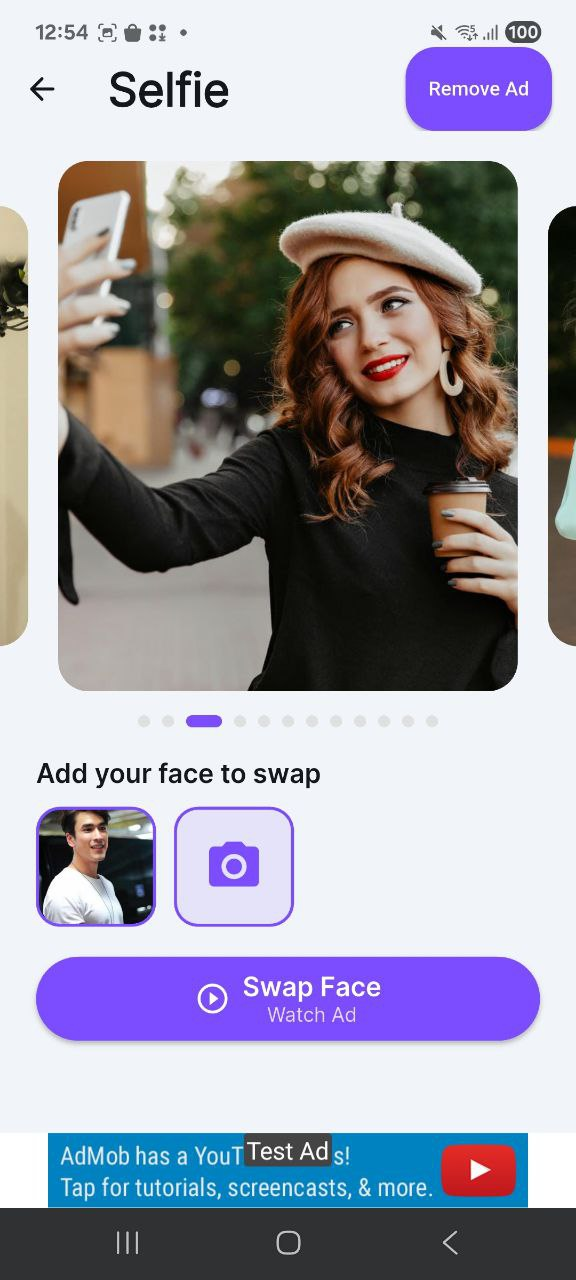 12:54
100
Selfie
Remove Ad
Add your face to swap
Swap Face
Watch Ad
AdMob has a YouT
Test Ad
s!
Tap for tutorials, screencasts, & more.